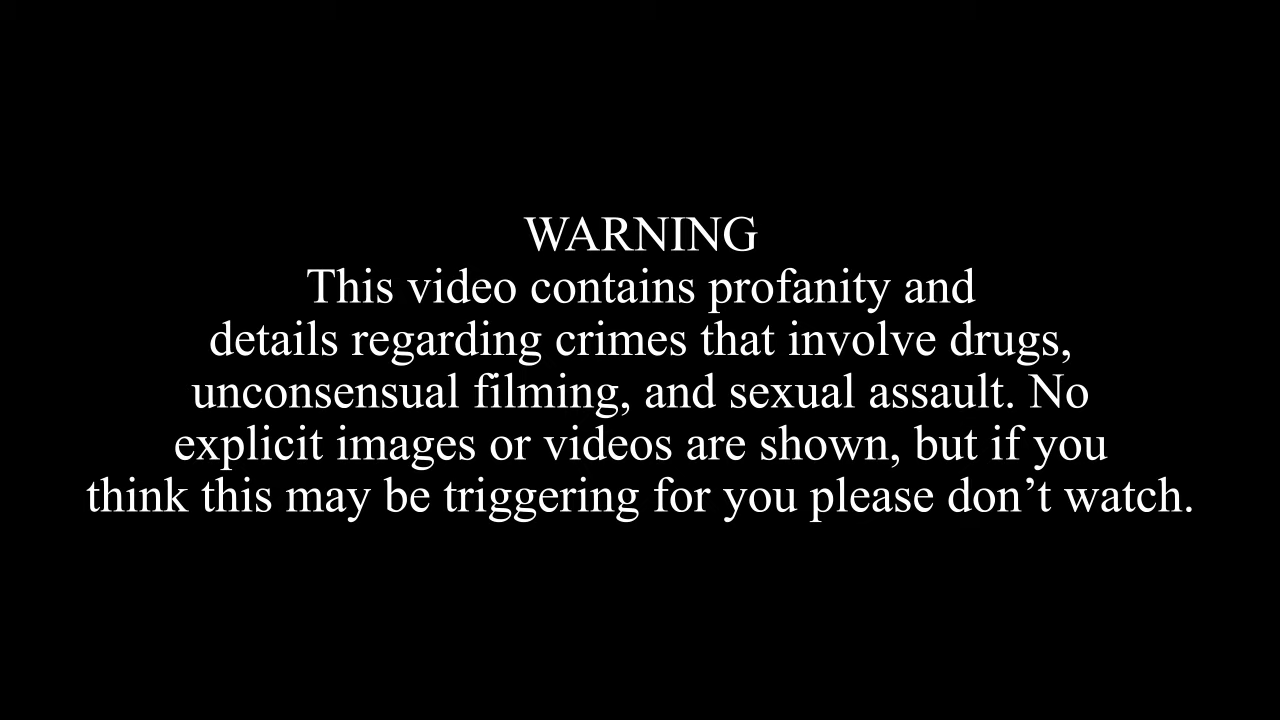 WARNING
This video contains profanity and
details regarding crimes that involve drugs,
unconsensual filming, and sexual assault. No
explicit images or videos are shown, but if you
think this may be triggering for you please don’t watch.